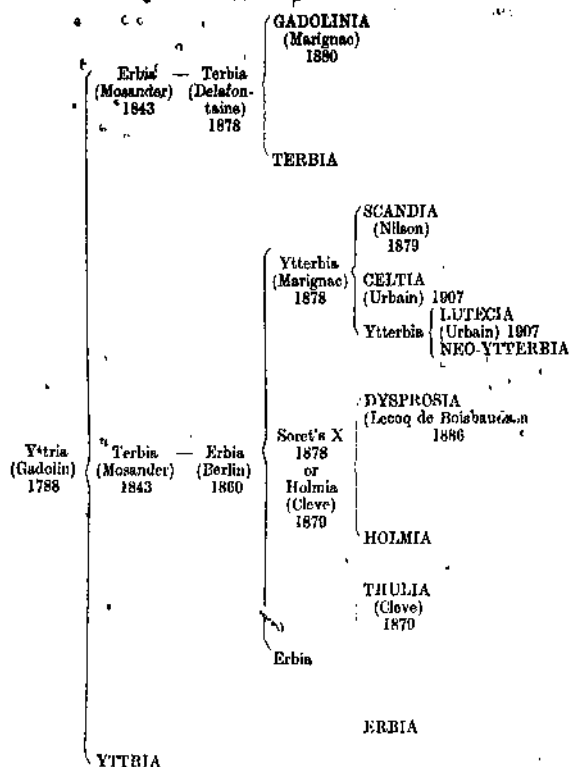 GADOLINIA
(Marignac)
1880
Erbia — Terbia
(Mosander) (Delafon-
1843 taine)
1878
TERBIA
SCANDIA
(Nilson)
1879
Ytterbia
(Marignac)
1878
CELTIA
(Urbain) 1907
Ytterbia
LUTECIA
(Urbain) 1907
NEO-YTTERBIA
DYSPROSIA
(Lecoq de Boisbaudran
1886
Yttria
(Gadolin)
1788
Terbia — Erbia
(Mosander) (Berlin)
1843 1860
Soret's X
1878
or
Holmia
(Cleve)
1879
HOLMIA
THULIA
(Cleve)
1879
Erbia
ERBIA
YTTRIA